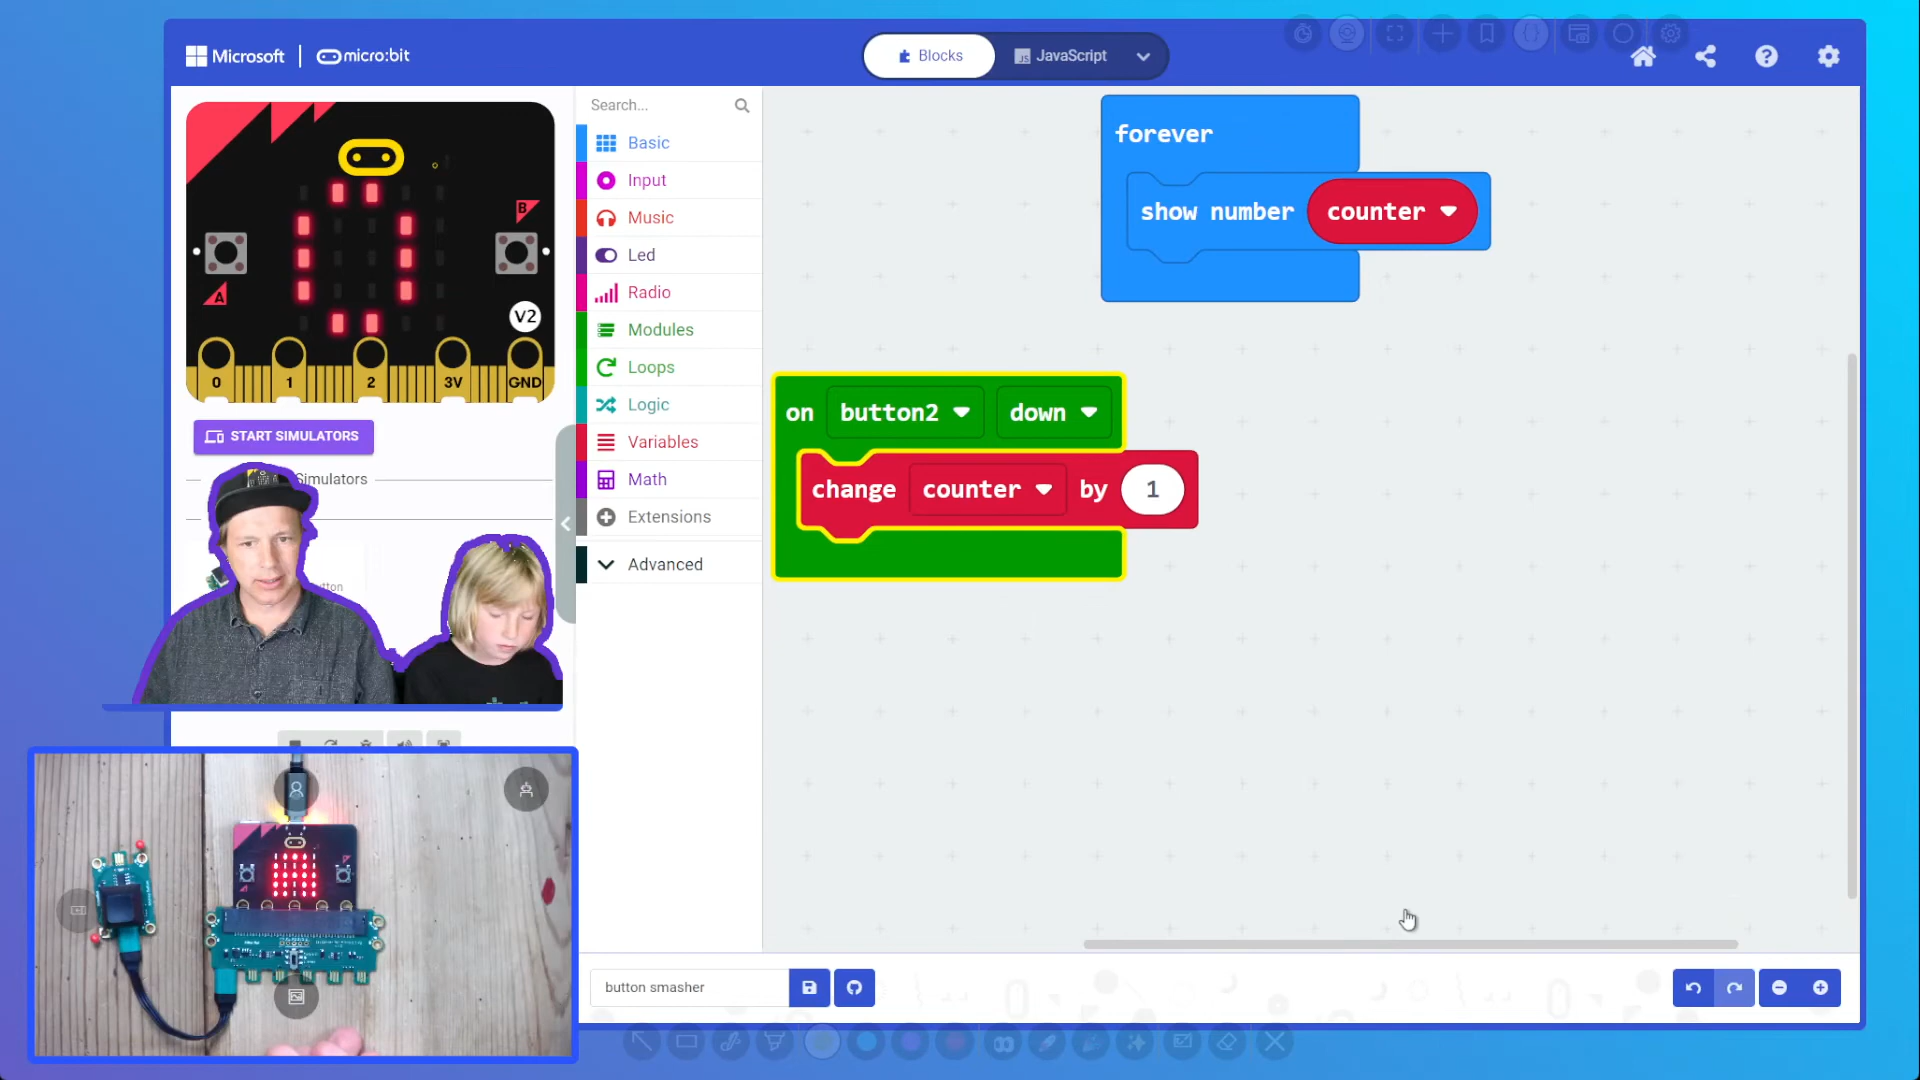 Microsoft | micro:bit
Blocks
JavaScript
Search...
Basic
Input
Music
Led
Radio
Modules
Loops
Logic
Variables
Math
Extensions
Advanced
B
A
V2
0 1 2 3V GND
START SIMULATORS
Simulators
forever
show number counter
on button2 down
change counter by 1
button smasher